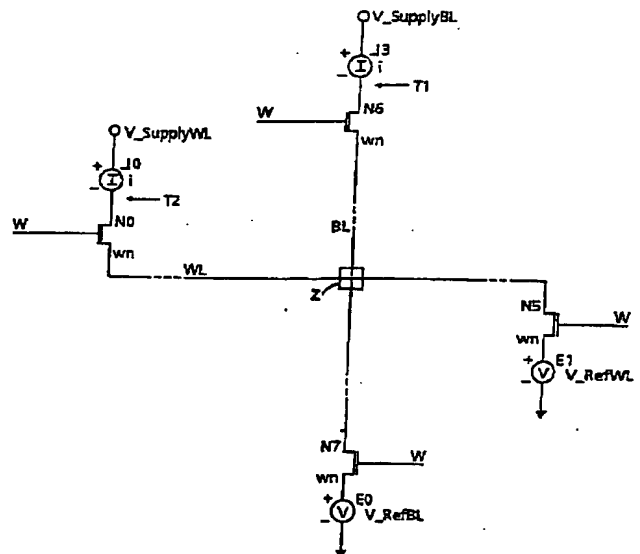 V_SupplyBL
I3
I
i
T1
N6
W
wn
V_SupplyWL
I0
I
i
T2
N0
W
wn
BL
WL
Z
N5
W
wn
E1
V
V_RefWL
N7
W
wn
E0
V
V_RefBL